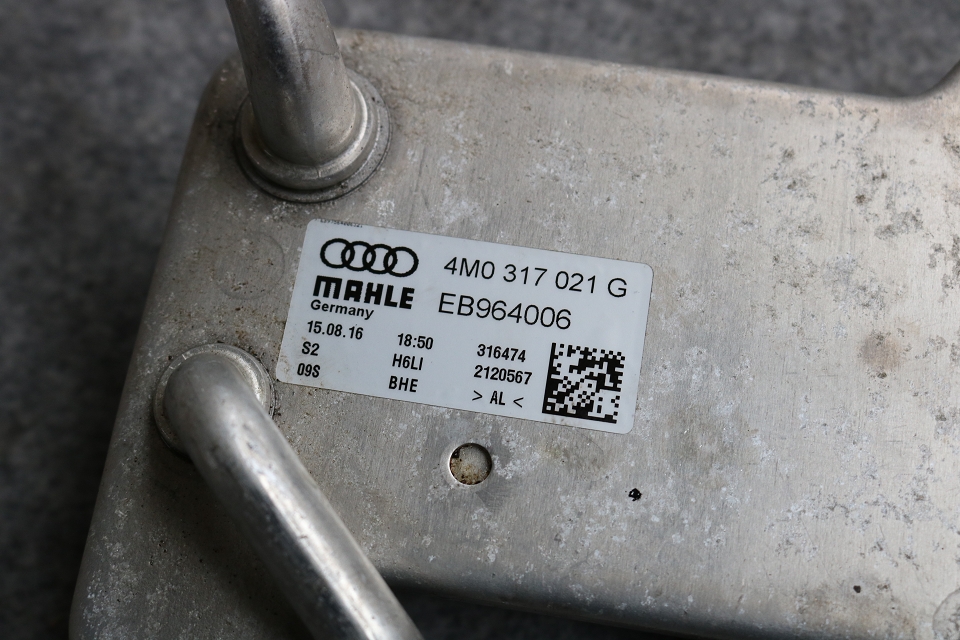 4M0 317 021 G
MAHLE
Germany
EB964006
15.08.16 18:50 316474
S2 H6LI 2120567
09S BHE > AL <